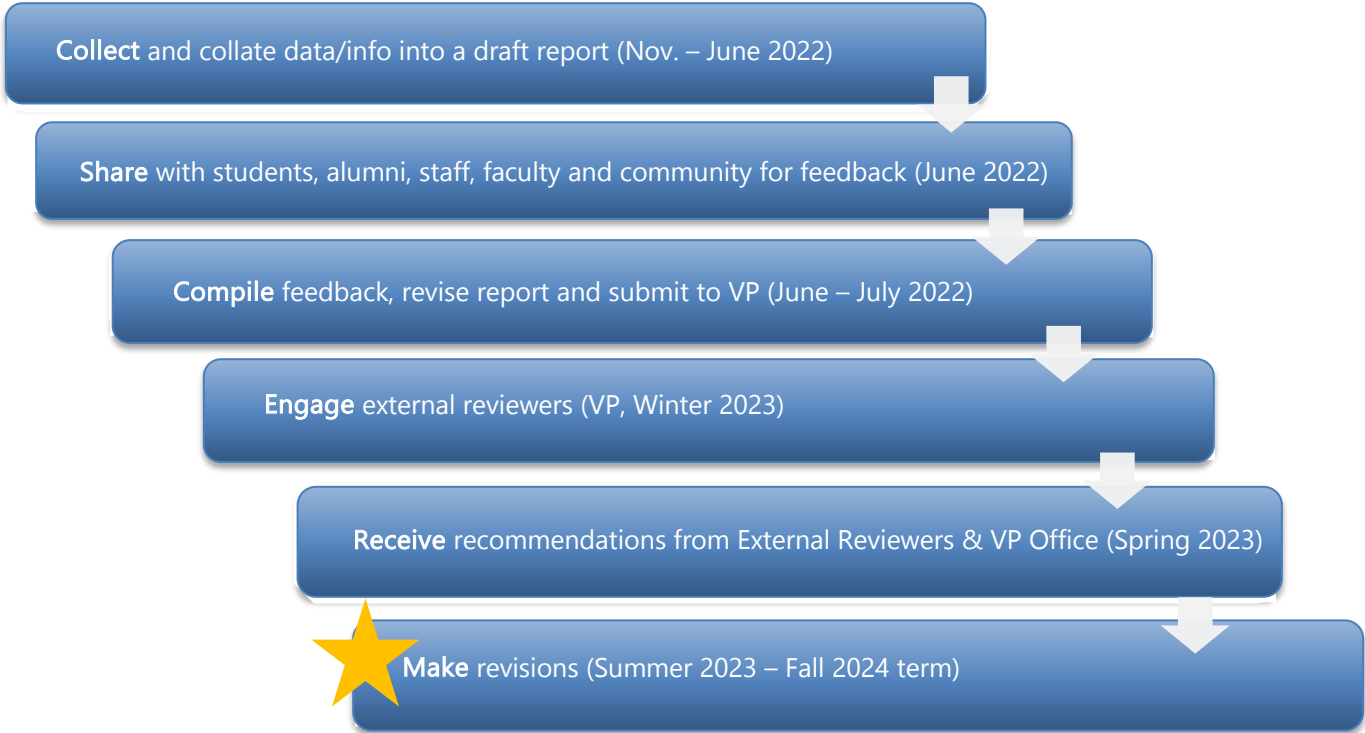 Collect and collate data/info into a draft report (Nov. – June 2022)
Share with students, alumni, staff, faculty and community for feedback (June 2022)
Compile feedback, revise report and submit to VP (June – July 2022)
Engage external reviewers (VP, Winter 2023)
Receive recommendations from External Reviewers & VP Office (Spring 2023)
Make revisions (Summer 2023 – Fall 2024 term)